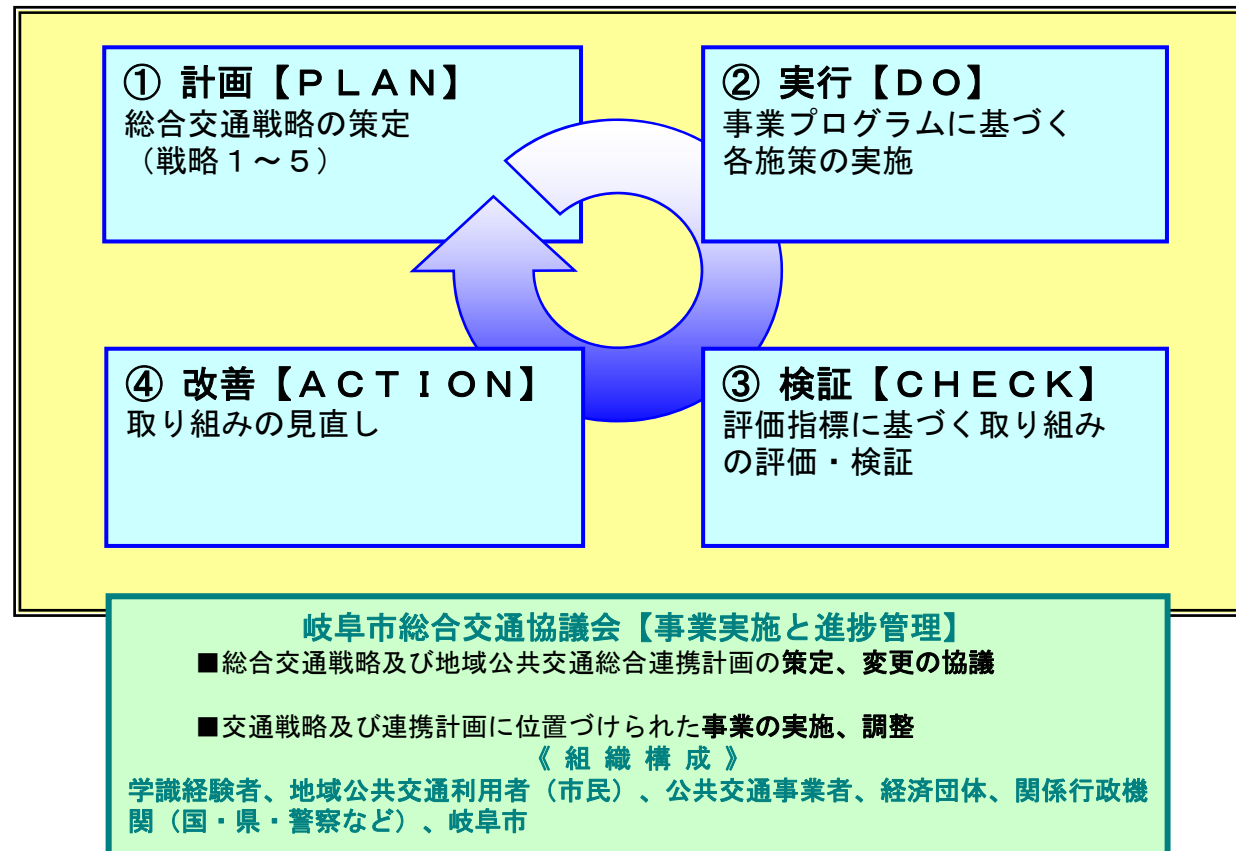 ① 計画【ＰＬＡＮ】
総合交通戦略の策定
（戦略１～５）
② 実行【ＤＯ】
事業プログラムに基づく
各施策の実施
④ 改善【ＡＣＴＩＯＮ】
取り組みの見直し
③ 検証【ＣＨＥＣＫ】
評価指標に基づく取り組み
の評価・検証
岐阜市総合交通協議会【事業実施と進捗管理】
■総合交通戦略及び地域公共交通総合連携計画の策定、変更の協議
■交通戦略及び連携計画に位置づけられた事業の実施、調整
《 組 織 構 成 》
学識経験者、地域公共交通利用者（市民）、公共交通事業者、経済団体、関係行政機
関（国・県・警察など）、岐阜市